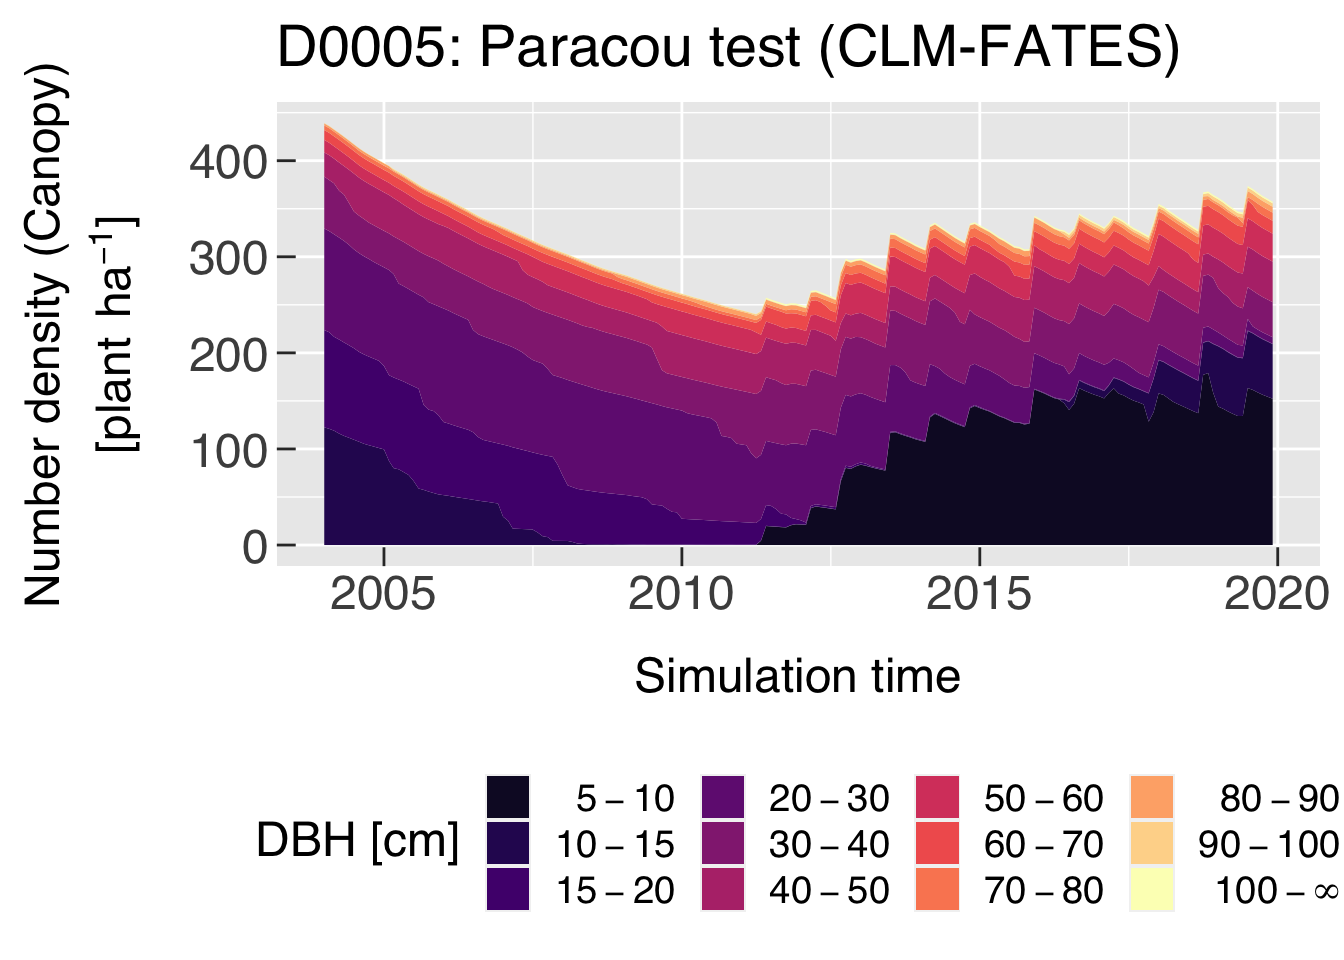 D0005: Paracou test (CLM-FATES)
Number density (Canopy)
[plant ha⁻¹]
400
300
200
100
0
2005 2010 2015 2020
Simulation time
DBH [cm]
5 – 10 20 – 30 50 – 60 80 – 90
10 – 15 30 – 40 60 – 70 90 – 100
15 – 20 40 – 50 70 – 80 100 – ∞